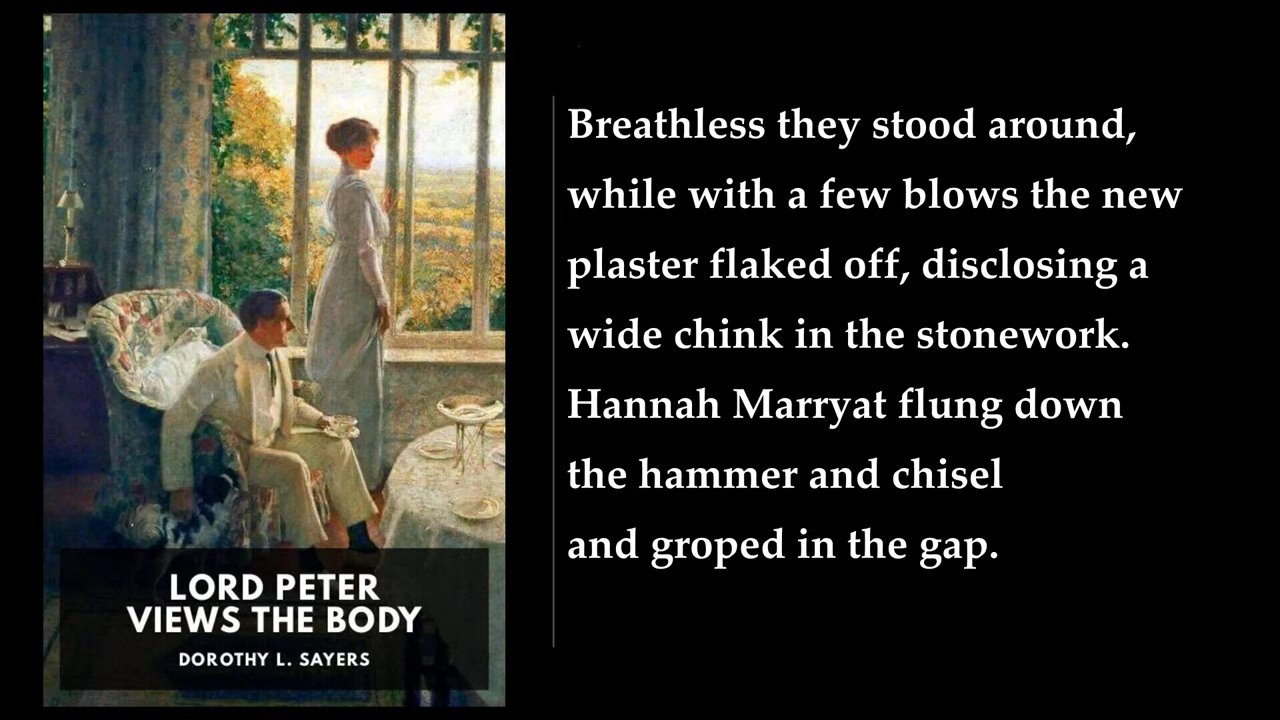 LORD PETER
VIEWS THE BODY
DOROTHY L. SAYERS
Breathless they stood around,
while with a few blows the new
plaster flaked off, disclosing a
wide chink in the stonework.
Hannah Marryat flung down
the hammer and chisel
and groped in the gap.